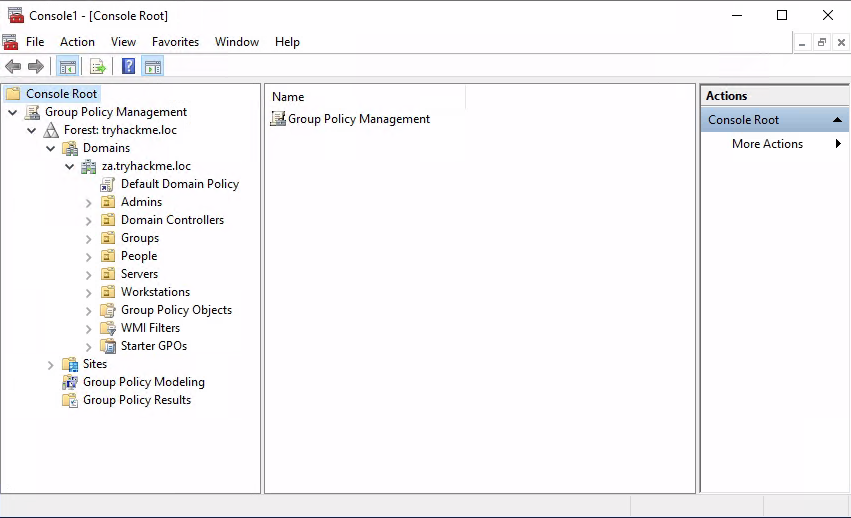 Console1 - [Console Root]
File Action View Favorites Window Help
Console Root
Group Policy Management
Forest: tryhackme.loc
Domains
za.tryhackme.loc
Default Domain Policy
Admins
Domain Controllers
Groups
People
Servers
Workstations
Group Policy Objects
WMI Filters
Starter GPOs
Sites
Group Policy Modeling
Group Policy Results
Name
Group Policy Management
Actions
Console Root
More Actions